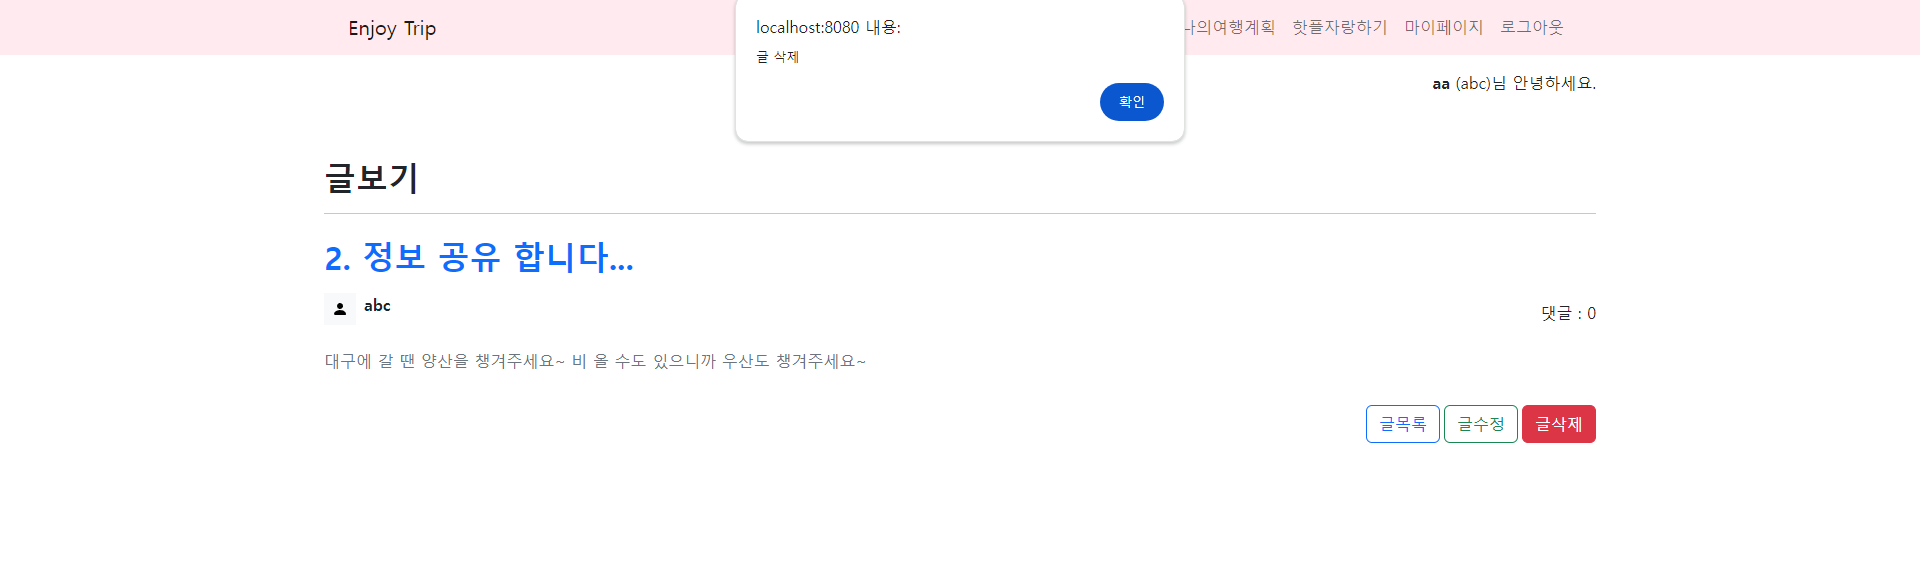 Enjoy Trip
나의여행계획 핫플자랑하기 마이페이지 로그아웃
localhost:8080 내용:
글 삭제
확인
aa (abc)님 안녕하세요.
글보기
2. 정보 공유 합니다...
abc
댓글 : 0
대구에 갈 땐 양산을 챙겨주세요~ 비 올 수도 있으니까 우산도 챙겨주세요~
글목록 글수정 글삭제